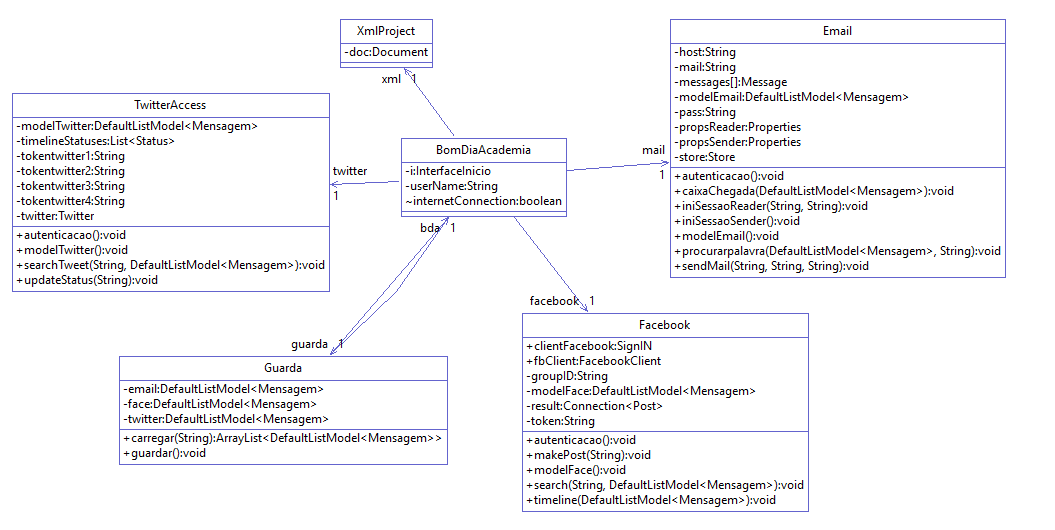 XmlProject
-doc:Document
xml 1
Email
-host:String
-mail:String
-messages[]:Message
-modelEmail:DefaultListModel<Mensagem>
-pass:String
-propsReader:Properties
-propsSender:Properties
-store:Store
+autenticacao():void
+caixaChegada(DefaultListModel<Mensagem>):void
+iniSessaoReader(String, String):void
+iniSessaoSender():void
+modelEmail():void
+procurarpalavra(DefaultListModel<Mensagem>, String):void
+sendMail(String, String, String):void
TwitterAccess
-modelTwitter:DefaultListModel<Mensagem>
-timelineStatuses:List<Status>
-tokentwitter1:String
-tokentwitter2:String
-tokentwitter3:String
-tokentwitter4:String
-twitter:Twitter
+autenticacao():void
+modelTwitter():void
+searchTweet(String, DefaultListModel<Mensagem>):void
+updateStatus(String):void
twitter
1
BomDiaAcademia
-i:InterfaceInicio
-userName:String
~internetConnection:boolean
mail
1
bda 1
guarda 1
facebook 1
Guarda
-email:DefaultListModel<Mensagem>
-face:DefaultListModel<Mensagem>
-twitter:DefaultListModel<Mensagem>
+carregar(String):ArrayList<DefaultListModel<Mensagem>>
+guardar():void
Facebook
+clientFacebook:SignIN
+fbClient:FacebookClient
-groupID:String
-modelFace:DefaultListModel<Mensagem>
-result:Connection<Post>
-token:String
+autenticacao():void
+makePost(String):void
+modelFace():void
+search(String, DefaultListModel<Mensagem>):void
+timeline(DefaultListModel<Mensagem>):void